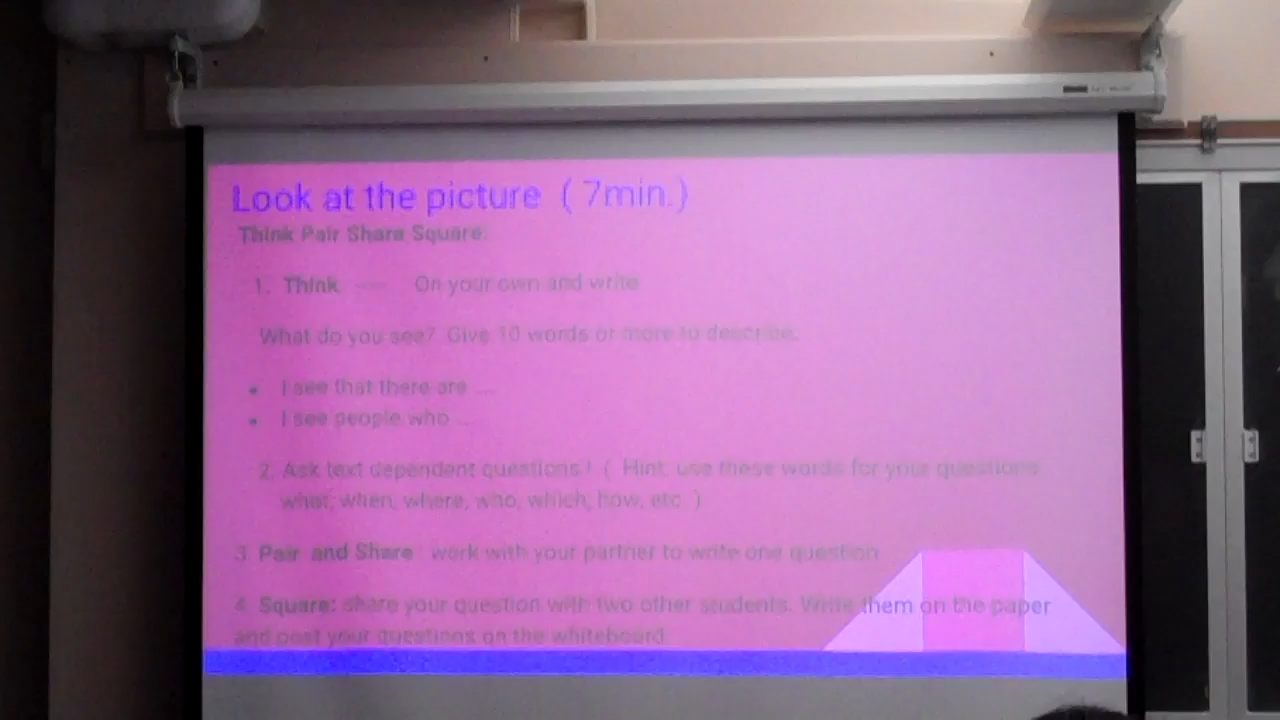 Look at the picture ( 7min.)
Think Pair Share Square:
1. Think ---- On your own and write
What do you see? Give 10 words or more to describe.
• I see that there are ...
• I see people who ...
2. Ask text dependent questions! ( Hint: use these words for your questions:
what, when, where, who, which, how, etc. )
3. Pair and Share: work with your partner to write one question
4. Square: share your question with two other students. Write them on the paper
and post your questions on the whiteboard.